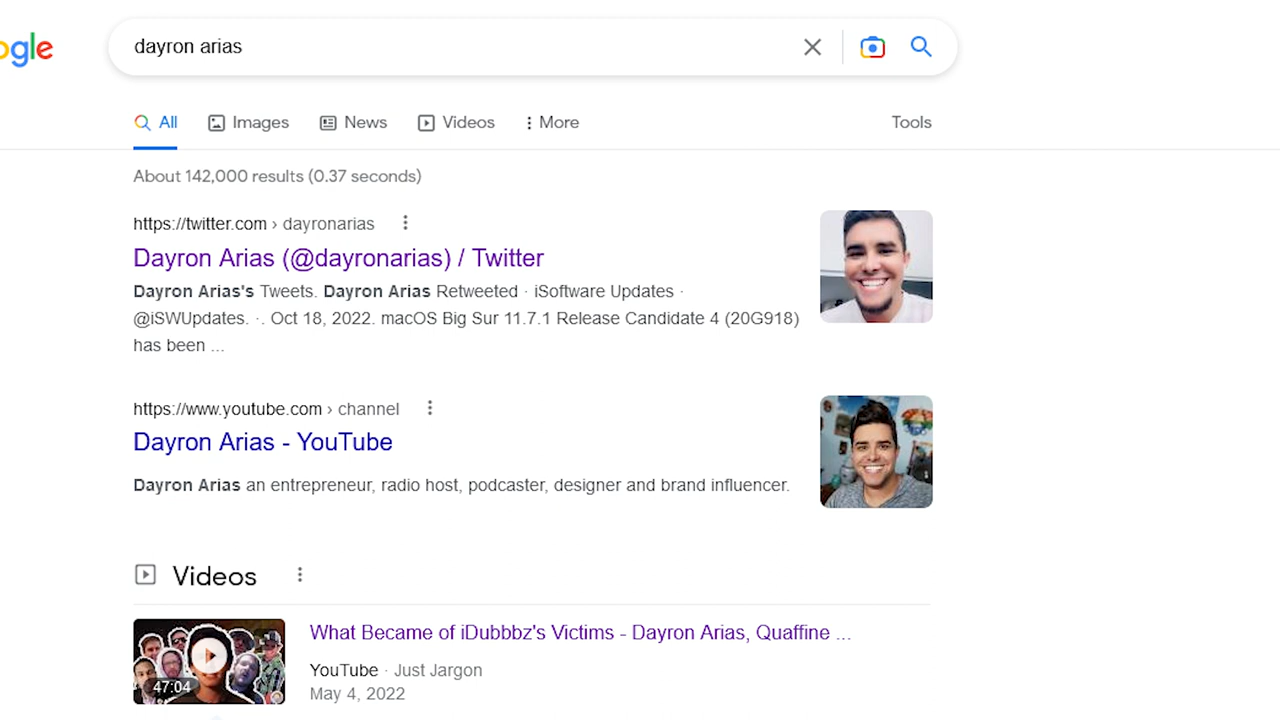 ogle
dayron arias
All Images News Videos More Tools
About 142,000 results (0.37 seconds)
https://twitter.com › dayronarias
Dayron Arias (@dayronarias) / Twitter
Dayron Arias's Tweets. Dayron Arias Retweeted · iSoftware Updates ·
@iSWUpdates. ·. Oct 18, 2022. macOS Big Sur 11.7.1 Release Candidate 4 (20G918)
has been ...
https://www.youtube.com › channel
Dayron Arias - YouTube
Dayron Arias an entrepreneur, radio host, podcaster, designer and brand influencer.
Videos
What Became of iDubbbz's Victims - Dayron Arias, Quaffine ...
47:04
YouTube · Just Jargon
May 4, 2022